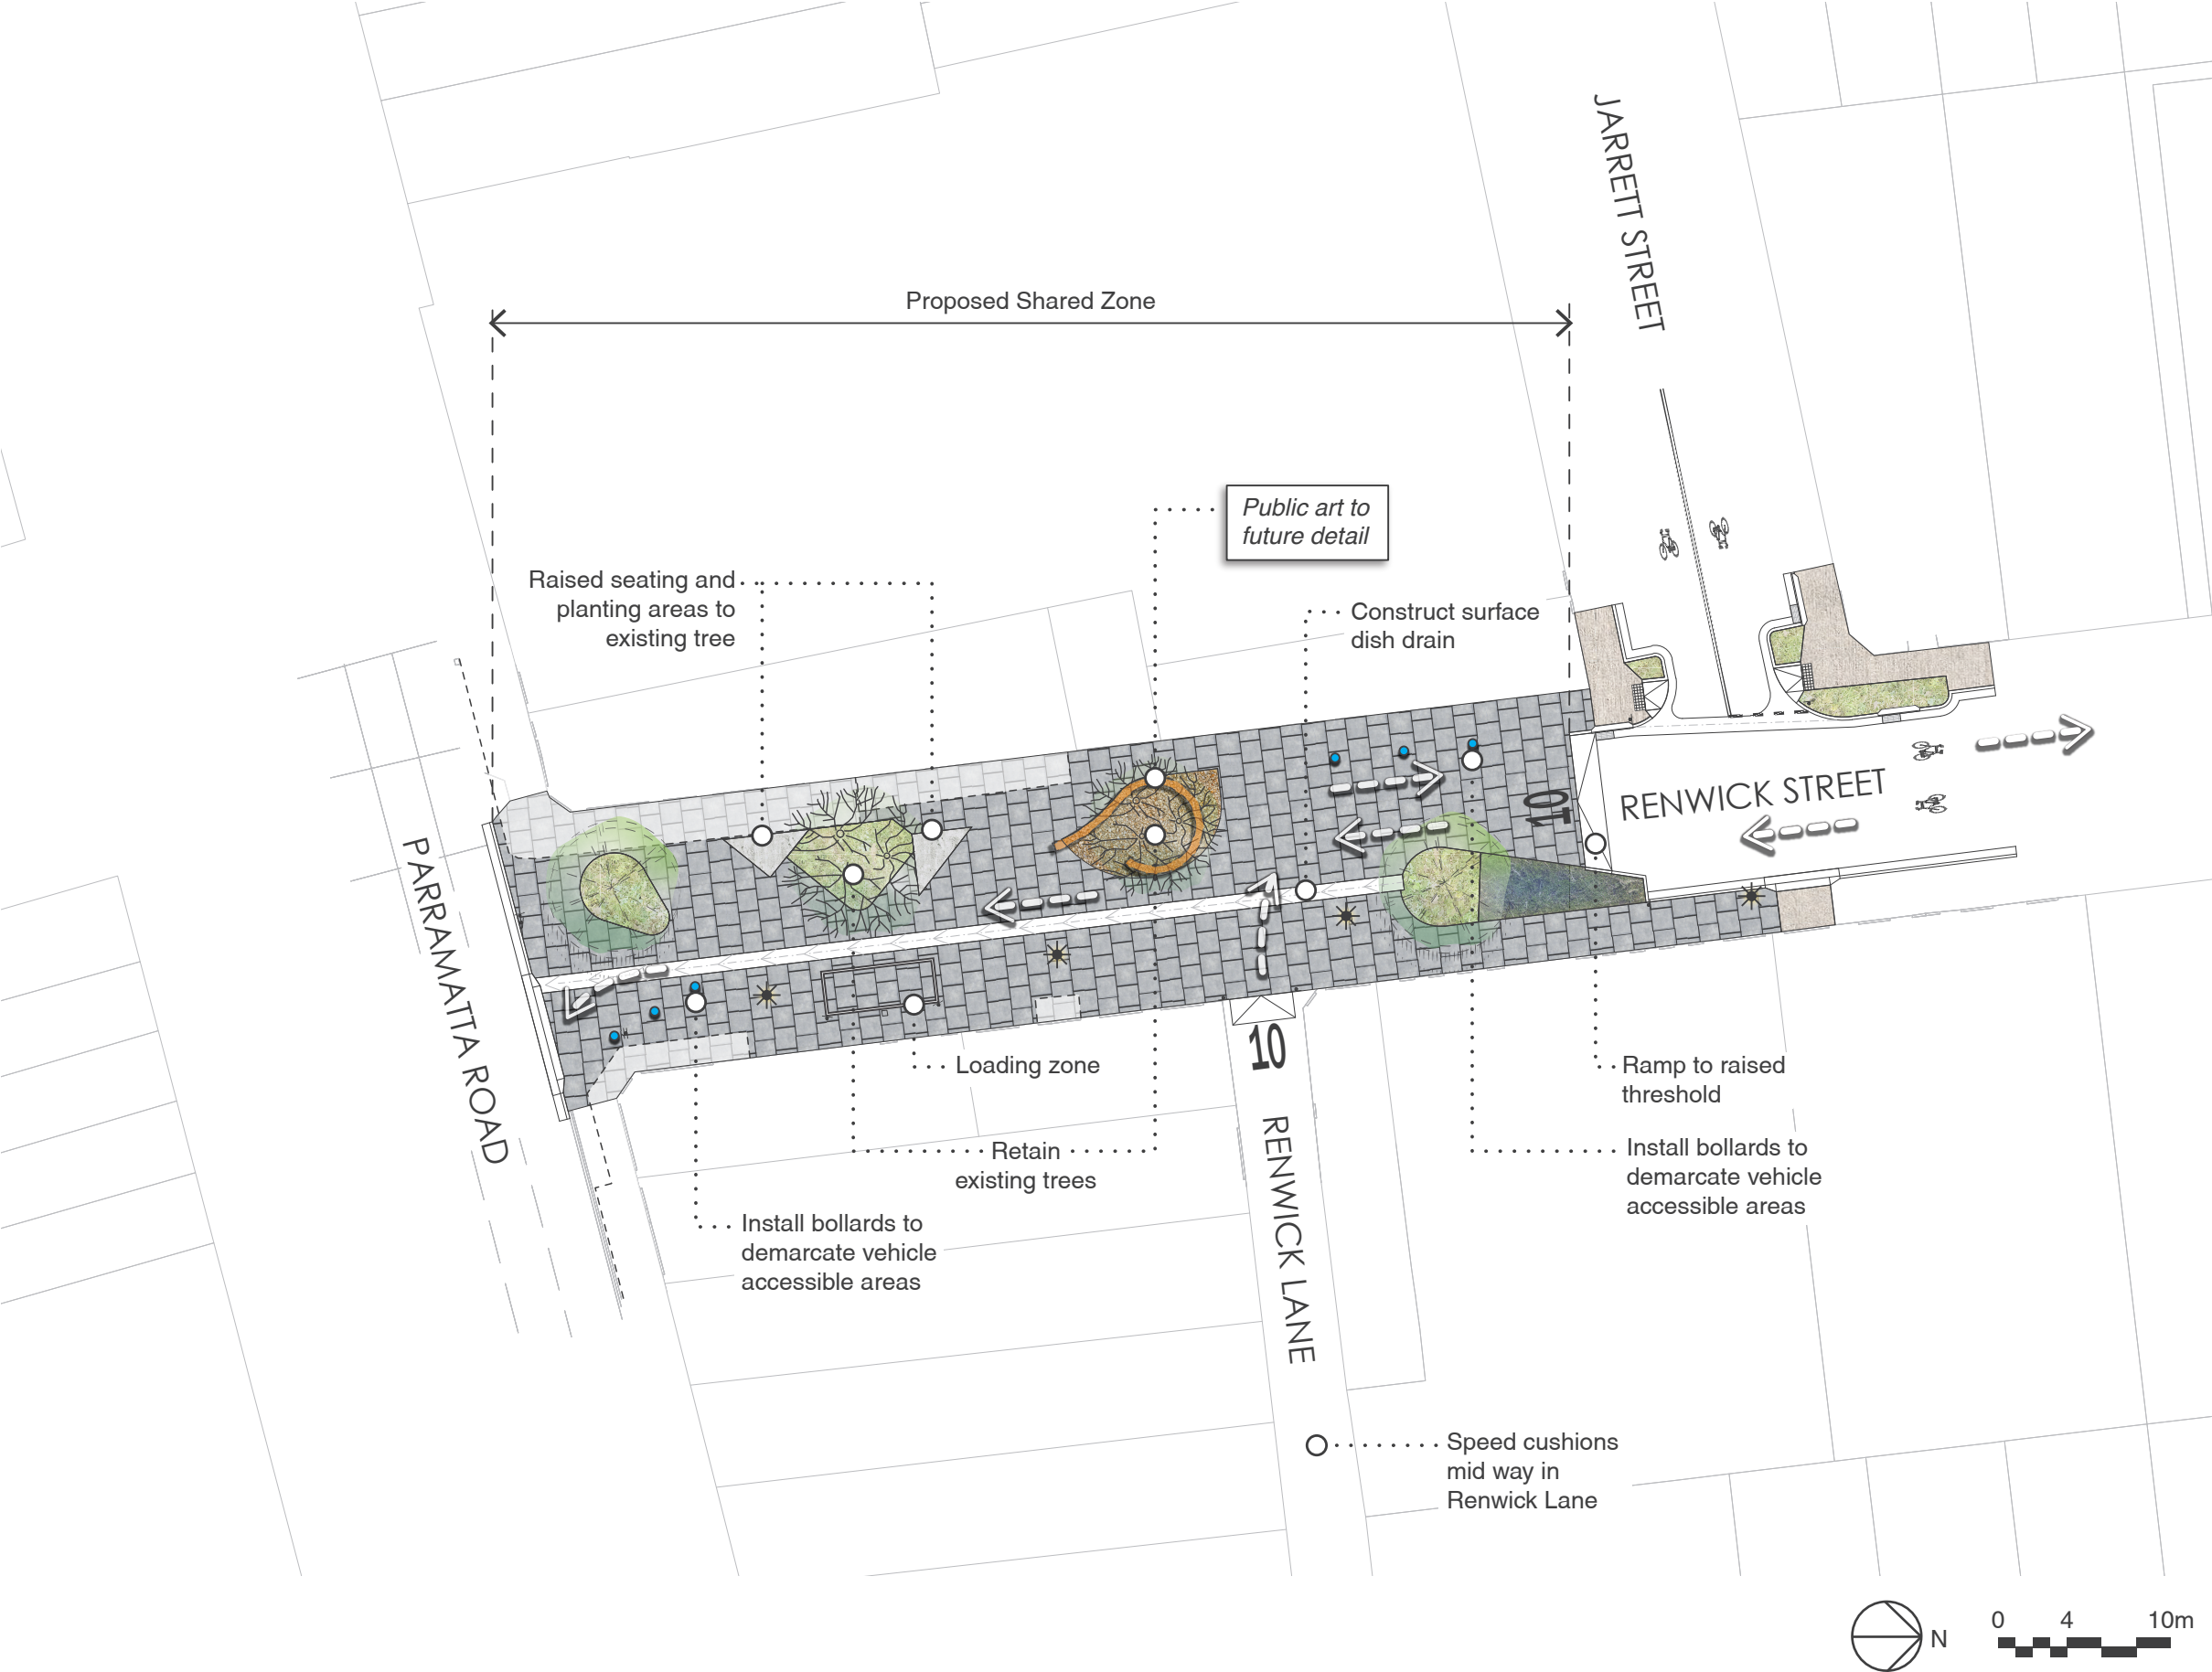 JARRETT STREET
Proposed Shared Zone
Public art to
future detail
Raised seating and
planting areas to
existing tree
Construct surface
dish drain
10
RENWICK STREET
PARRAMATTA ROAD
10
Loading zone
Ramp to raised
threshold
Retain
existing trees
RENWICK LANE
Install bollards to
demarcate vehicle
accessible areas
Install bollards to
demarcate vehicle
accessible areas
Speed cushions
mid way in
Renwick Lane
N
0 4 10m